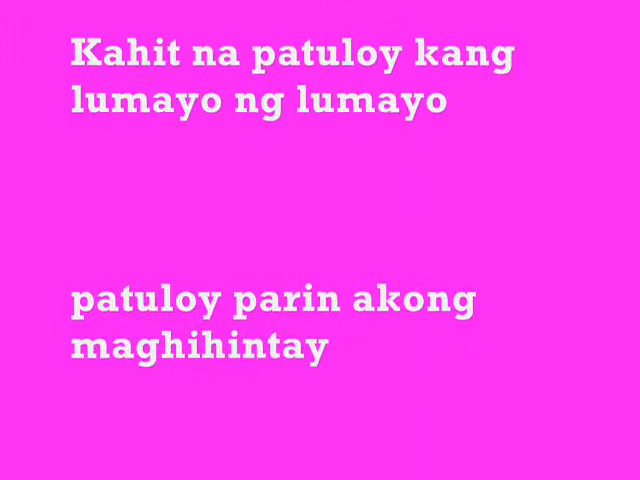 Kahit na patuloy kang
lumayo ng lumayo
patuloy parin akong
maghihintay